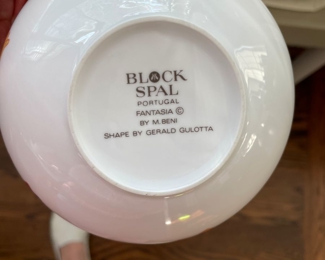 BLOCK
SPAL
PORTUGAL
FANTASIA ©
BY M. BENI
SHAPE BY GERALD GULOTTA